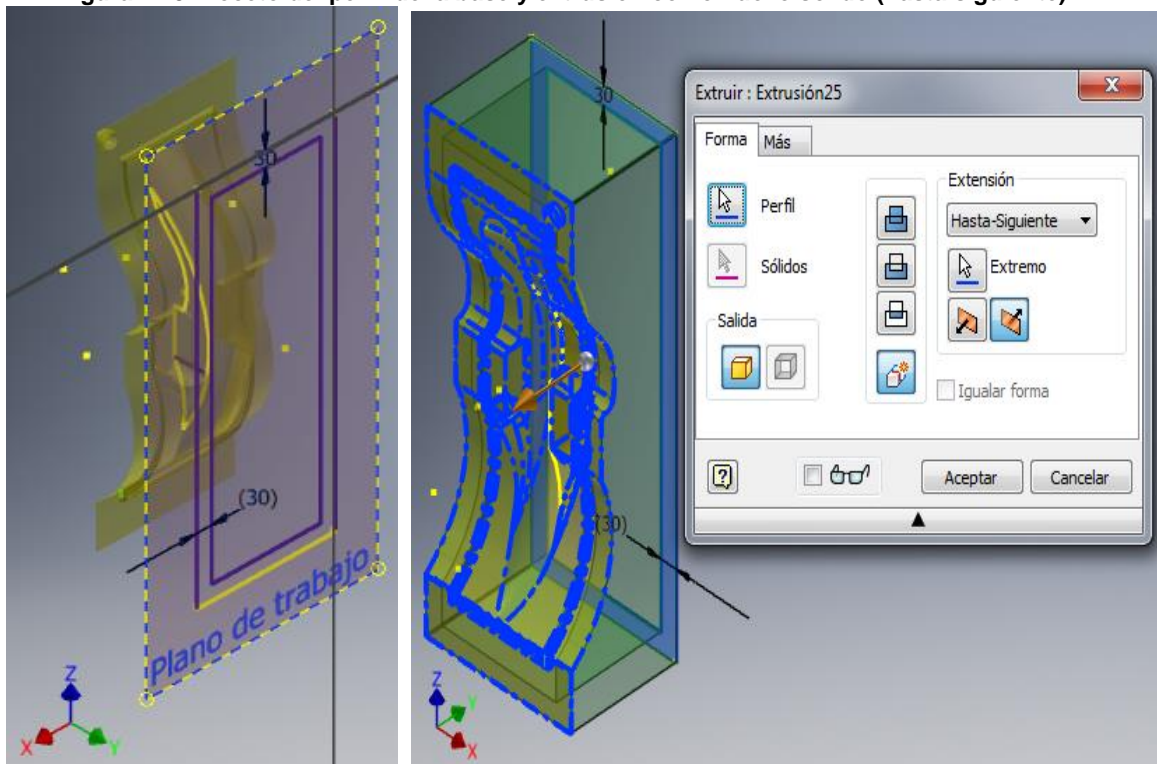 30
(30)
Plano de trabajo
Z
X
Y
30
(30)
Z
Y
X
Extruir : Extrusión25
X
Forma
Más
Perfil
Sólidos
Salida
Extensión
Hasta-Siguiente
Extremo
Igualar forma
?
Aceptar
Cancelar